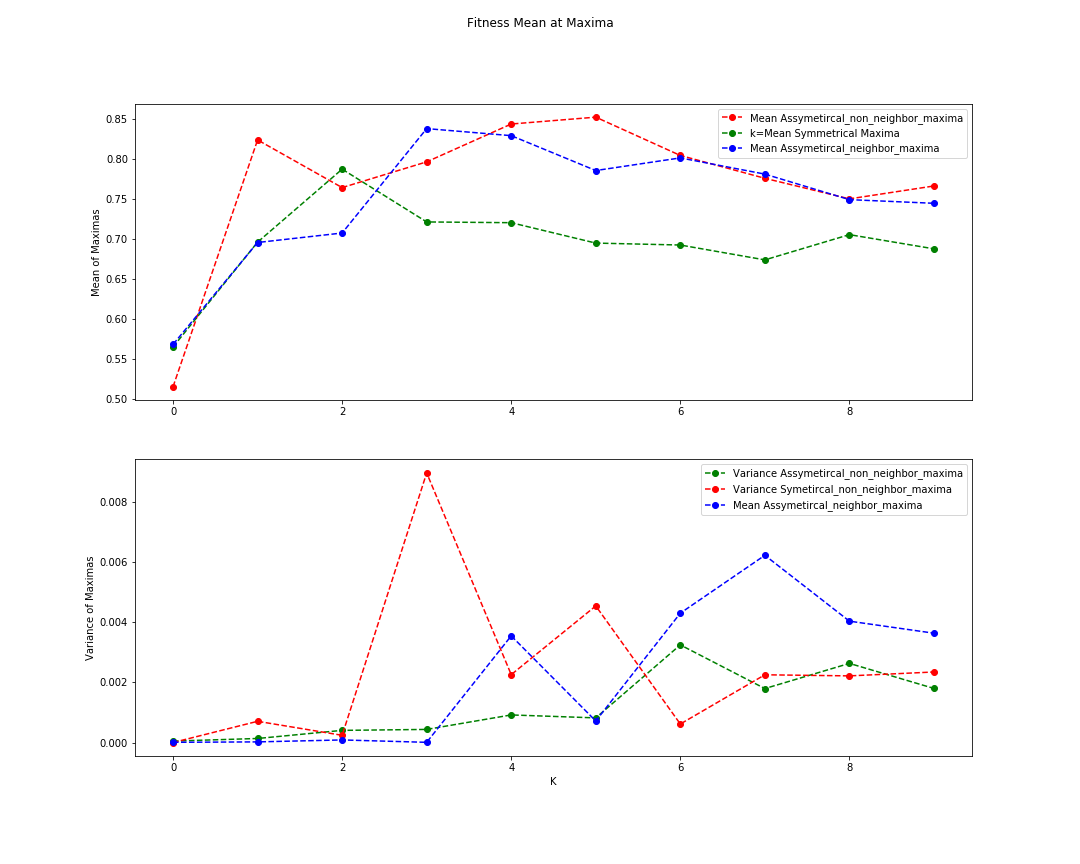 Fitness Mean at Maxima
0.85
0.80
0.75
0.70
0.65
0.60
0.55
0.50
Mean of Maximas
Mean Assymetircal_non_neighbor_maxima
k=Mean Symmetrical Maxima
Mean Assymetircal_neighbor_maxima
0 2 4 6 8
0.008
0.006
0.004
0.002
0.000
Variance of Maximas
Variance Assymetircal_non_neighbor_maxima
Variance Symetircal_non_neighbor_maxima
Mean Assymetircal_neighbor_maxima
0 2 4 6 8
K